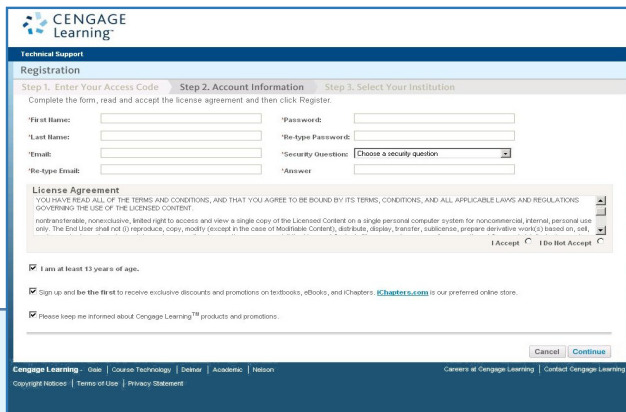 CENGAGE
Learning™
Technical Support
Registration
Step 1. Enter Your Access Code Step 2. Account Information Step 3. Select Your Institution
Complete the form, read and accept the license agreement and then click Register.
*First Name: *Password:
*Last Name: *Re-type Password:
*Email: *Security Question: Choose a security question
*Re-type Email: *Answer
License Agreement
YOU HAVE READ ALL OF THE TERMS AND CONDITIONS, AND THAT YOU AGREE TO BE BOUND BY ITS TERMS, CONDITIONS, AND ALL APPLICABLE LAWS AND REGULATIONS
GOVERNING THE USE OF THE LICENSED CONTENT.
nontransferable, nonexclusive, limited right to access and view a single copy of the Licensed Content on a single personal computer system for noncommercial, internal, personal use
only. The End User shall not (i) reproduce, copy, modify (except in the case of Modifiable Content), distribute, display, transfer, sublicense, prepare derivative work(s) based on, sell,
I Accept I Do Not Accept
I am at least 13 years of age.
Sign up and be the first to receive exclusive discounts and promotions on textbooks, eBooks, and iChapters. iChapters.com is our preferred online store.
Please keep me informed about Cengage Learning™ products and promotions.
Cancel Continue
Cengage Learning - Gale | Course Technology | Delmar | Academic | Nelson Careers at Cengage Learning | Contact Cengage Learning
Copyright Notices | Terms of Use | Privacy Statement